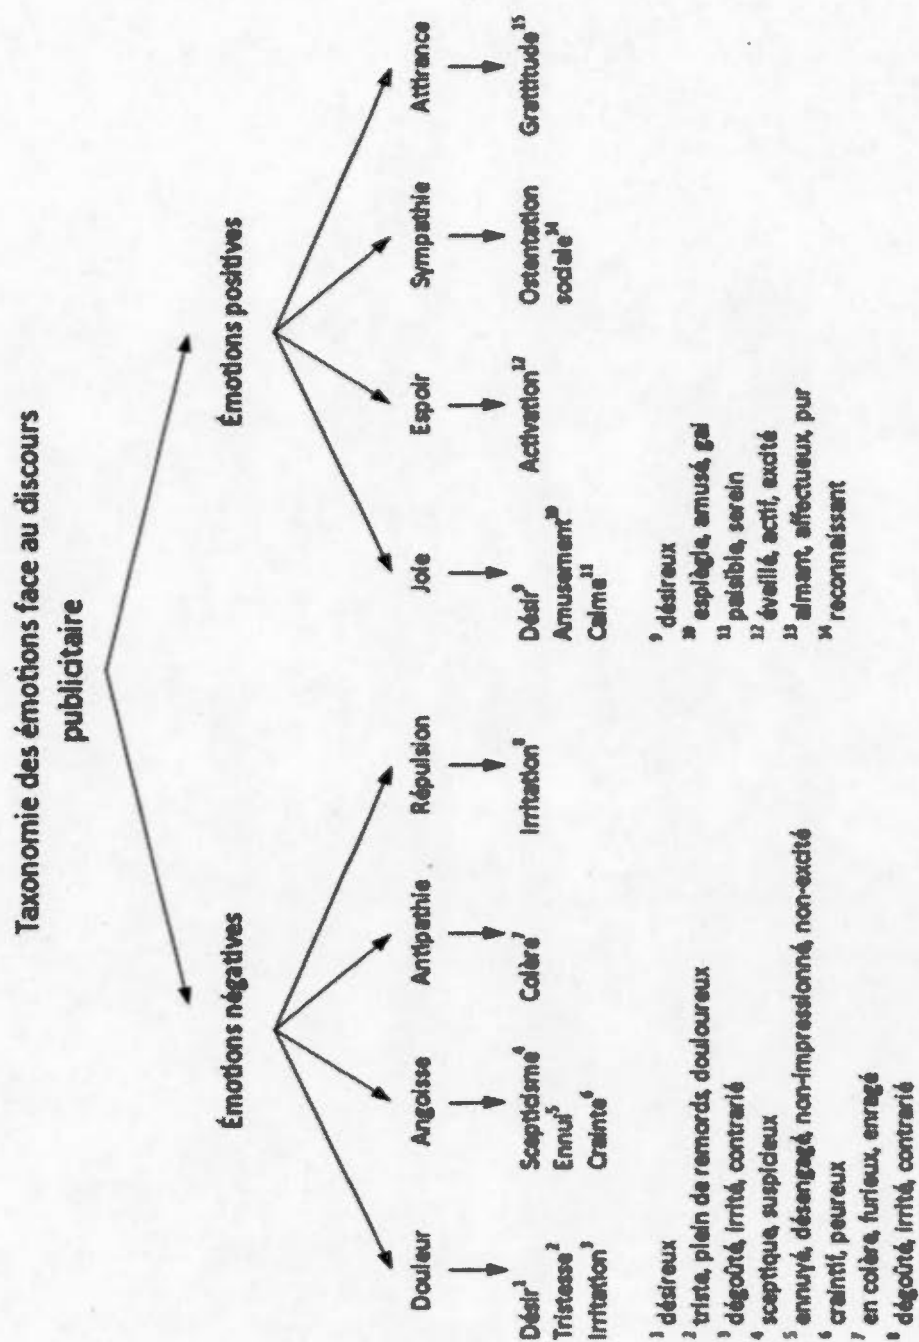 Taxonomie des émotions face au discours
publicitaire
Émotions négatives
Émotions positives
Douleur
Angoisse
Antipathie
Répulsion
Joie
Espoir
Sympathie
Attirance
Désir¹
Tristesse²
Irritation³
Scepticisme⁴
Ennui⁵
Crainte⁶
Colère⁷
Irritation⁸
Désir⁹
Amusement¹⁰
Calme¹¹
Activation¹²
Ostentation
sociale¹⁴
Grattitude¹⁵
¹ désireux
² triste, plein de remords, douloureux
³ dégoûté, irrité, contrarié
⁴ sceptique, suspicieux
⁵ ennuyé, désengagé, non-impressionné, non-excité
⁶ craintif, peureux
⁷ en colère, furieux, enragé
⁸ dégoûté, irrité, contrarié
⁹ désireux
¹⁰ espiègle, amusé, gai
¹¹ paisible, serein
¹² éveillé, actif, excité
¹³ aimant, affectueux, pur
¹⁴ reconnaissant